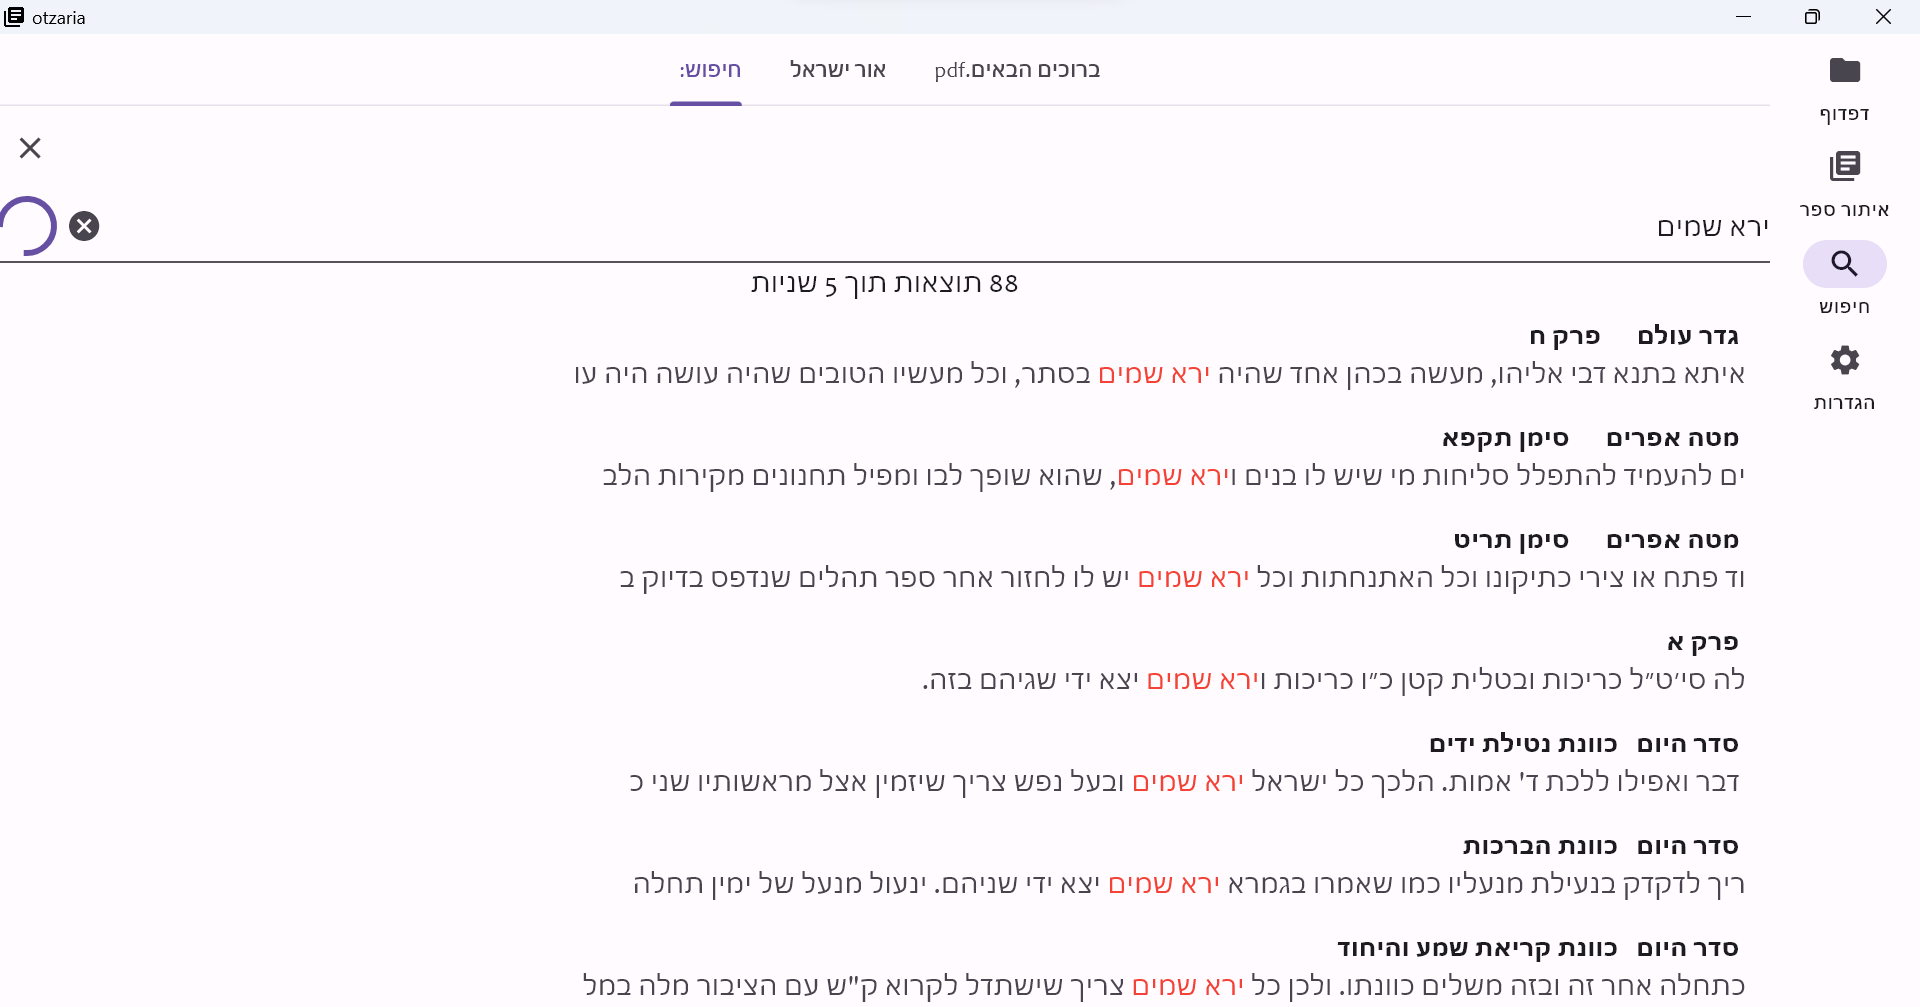 otzaria
ברוכים הבאים.pdf
אור ישראל
חיפוש:
דפדוף
איתור ספר
חיפוש
הגדרות
ירא שמים
88 תוצאות תוך 5 שניות
גדר עולם פרק ח
איתא בתנא דבי אליהו, מעשה בכהן אחד שהיה ירא שמים בסתר, וכל מעשיו הטובים שהיה עושה היה עו
מטה אפרים סימן תקפא
ים להעמיד להתפלל סליחות מי שיש לו בנים וירא שמים, שהוא שופך לבו ומפיל תחנונים מקירות הלב
מטה אפרים סימן תריט
וד פתח או צירי כתיקונו וכל האתנחתות וכל ירא שמים יש לו לחזור אחר ספר תהלים שנדפס בדיוק ב
פרק א
לה סי׳ט״ל כריכות ובטלית קטן כ״ו כריכות וירא שמים יצא ידי שגיהם בזה.
סדר היום כוונת נטילת ידים
דבר ואפילו ללכת ד' אמות. הלכך כל ישראל ירא שמים ובעל נפש צריך שיזמין אצל מראשותיו שני כ
סדר היום כוונת הברכות
ריך לדקדק בנעילת מנעליו כמו שאמרו בגמרא ירא שמים יצא ידי שניהם. ינעול מנעל של ימין תחלה
סדר היום כוונת קריאת שמע והיחוד
כתחלה אחר זה ובזה משלים כוונתו. ולכן כל ירא שמים צריך שישתדל לקרוא ק"ש עם הציבור מלה במל